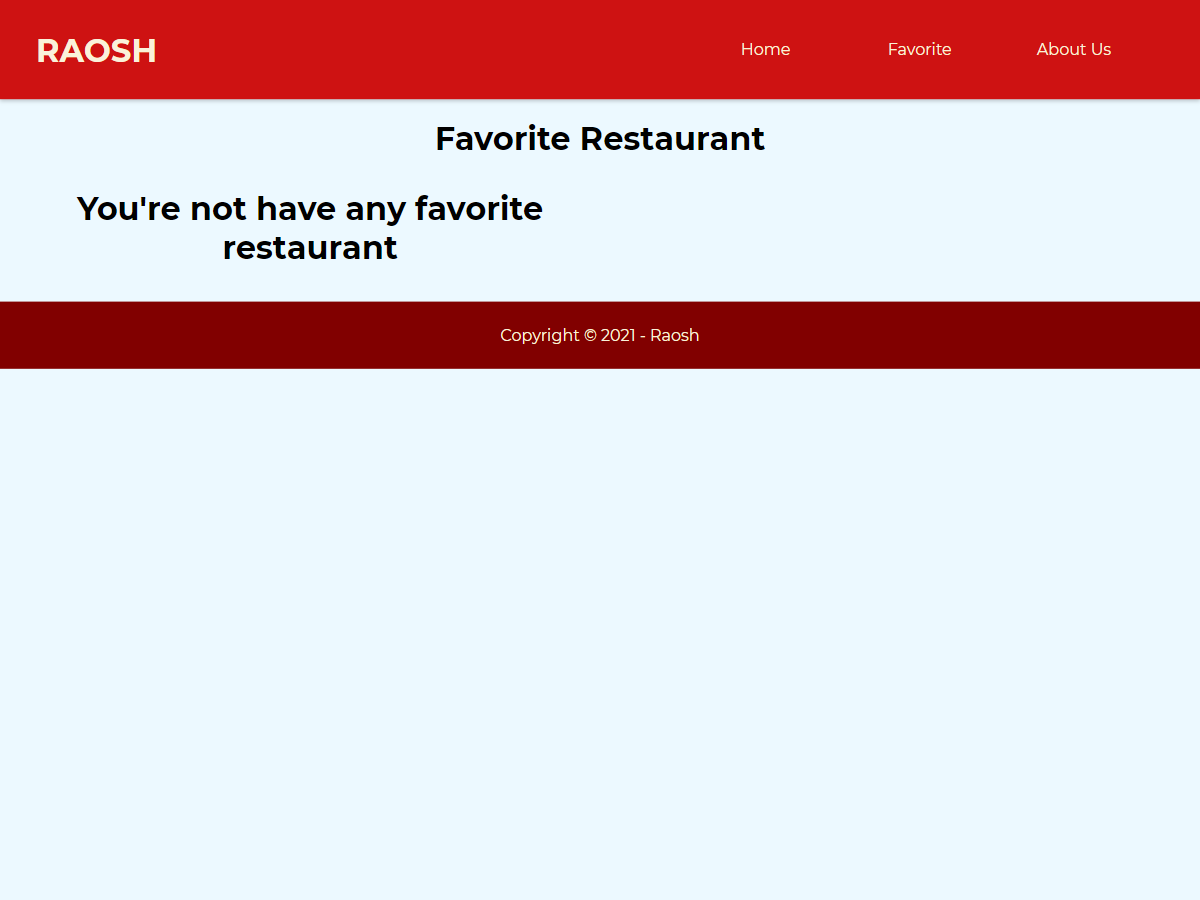 RAOSH
Home
Favorite
About Us
Favorite Restaurant
You're not have any favorite
restaurant
Copyright © 2021 - Raosh